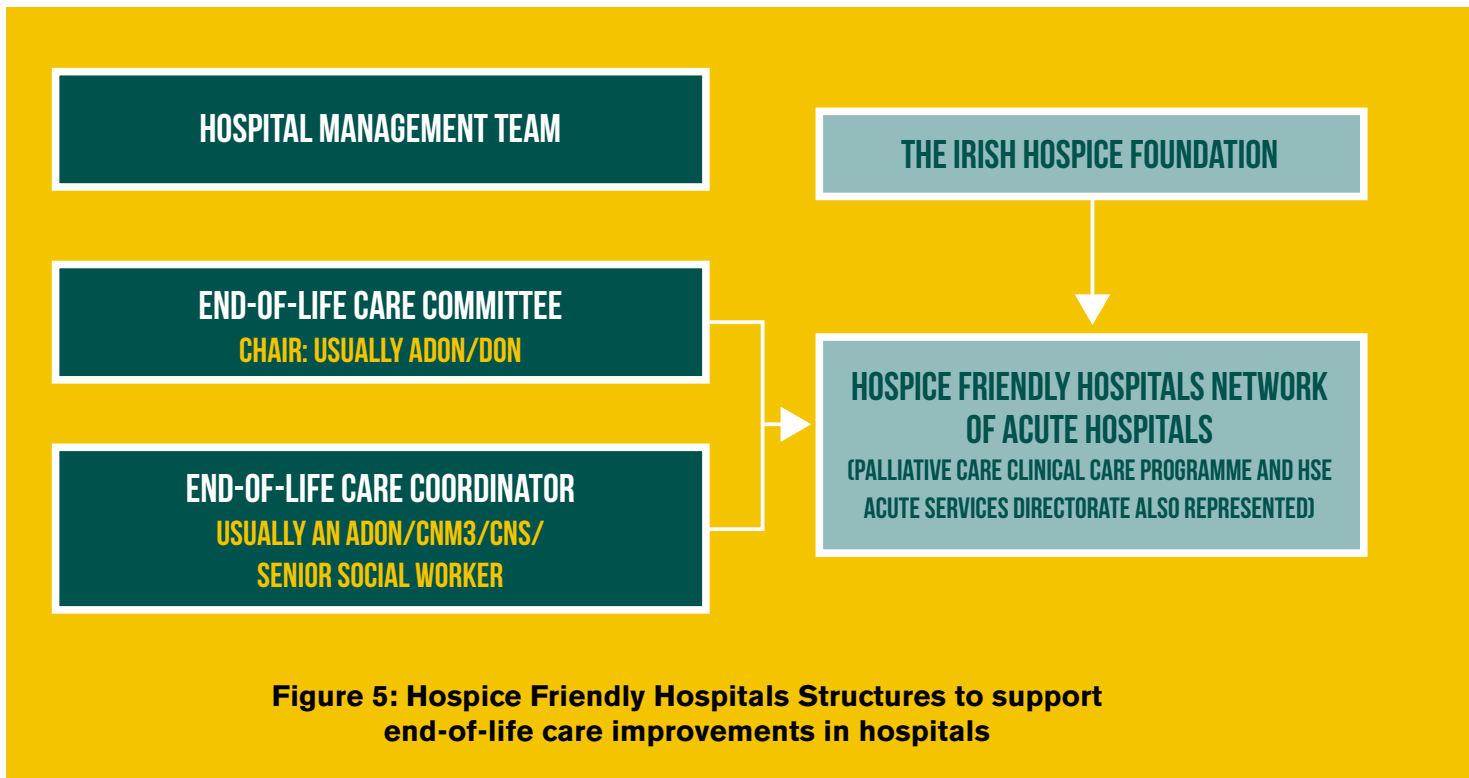 HOSPITAL MANAGEMENT TEAM
END-OF-LIFE CARE COMMITTEE
CHAIR: USUALLY ADON/DON
END-OF-LIFE CARE COORDINATOR
USUALLY AN ADON/CNM3/CNS/
SENIOR SOCIAL WORKER
THE IRISH HOSPICE FOUNDATION
HOSPICE FRIENDLY HOSPITALS NETWORK
OF ACUTE HOSPITALS
(PALLIATIVE CARE CLINICAL CARE PROGRAMME AND HSE
ACUTE SERVICES DIRECTORATE ALSO REPRESENTED)
Figure 5: Hospice Friendly Hospitals Structures to support
end-of-life care improvements in hospitals